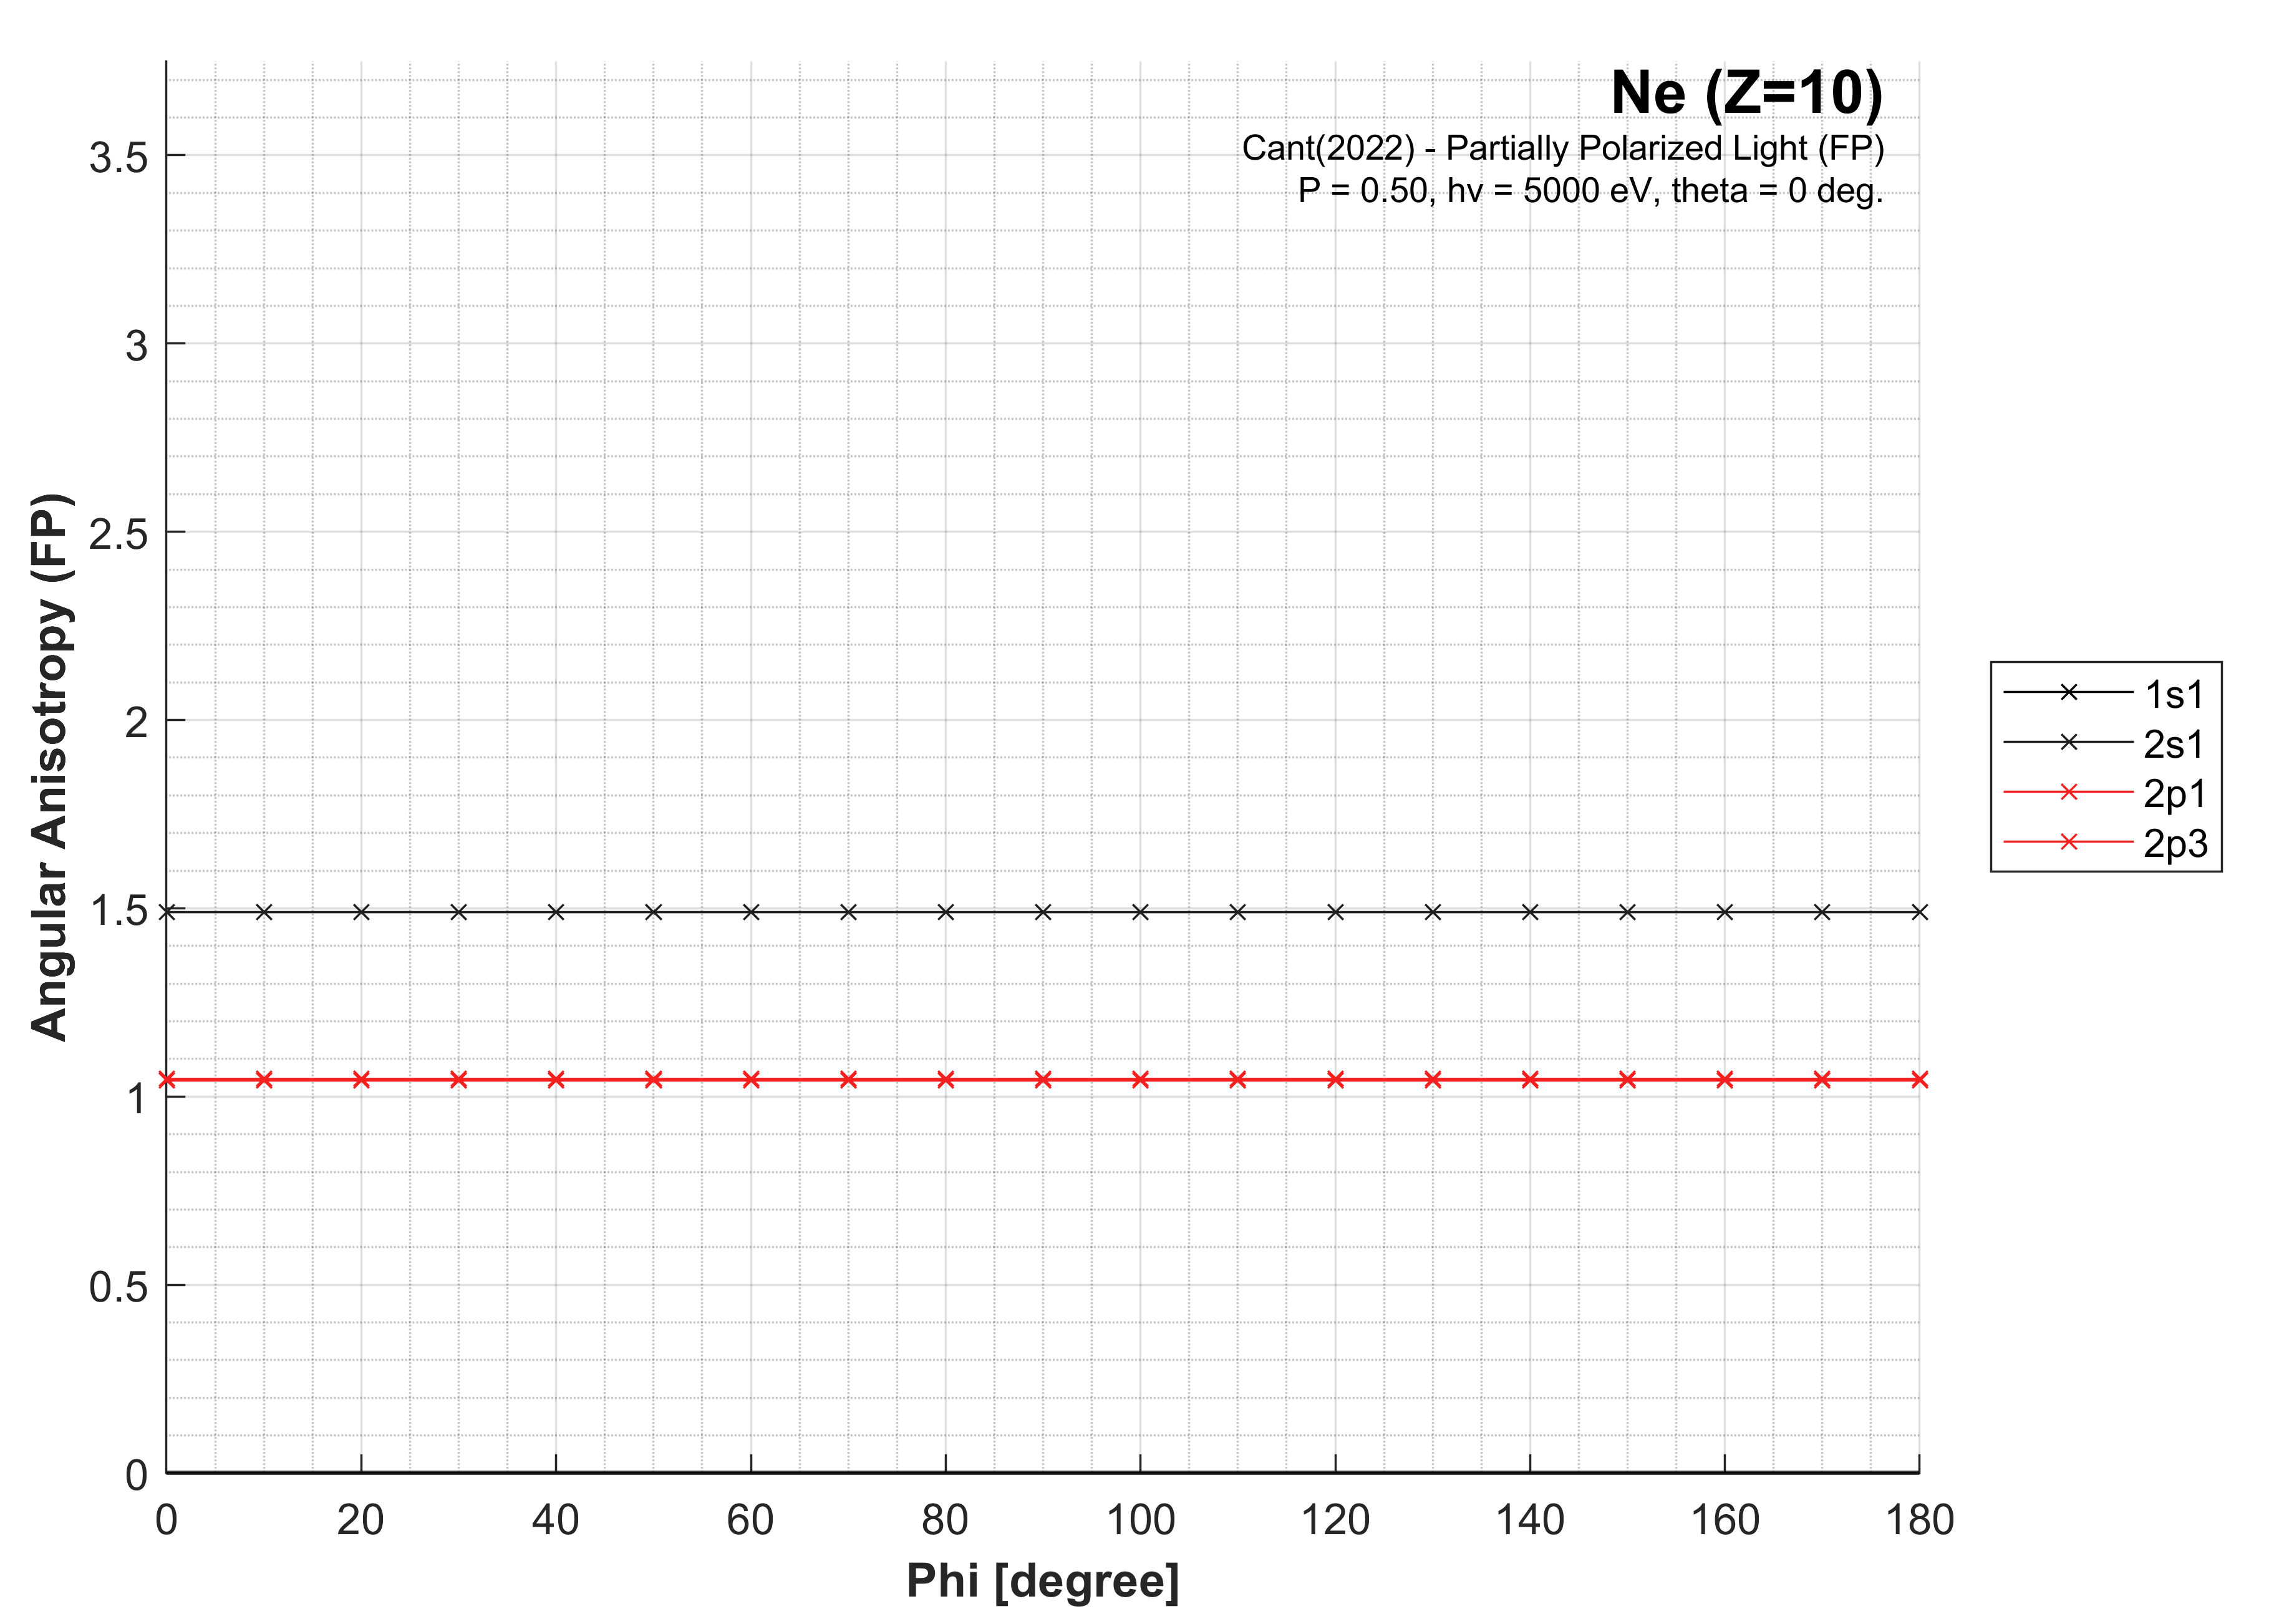 Ne (Z=10)
Cant(2022) - Partially Polarized Light (FP)
P = 0.50, hv = 5000 eV, theta = 0 deg.
Angular Anisotropy (FP)
3.5
3
2.5
2
1.5
1
0.5
0
0 20 40 60 80 100 120 140 160 180
Phi [degree]
1s1
2s1
2p1
2p3